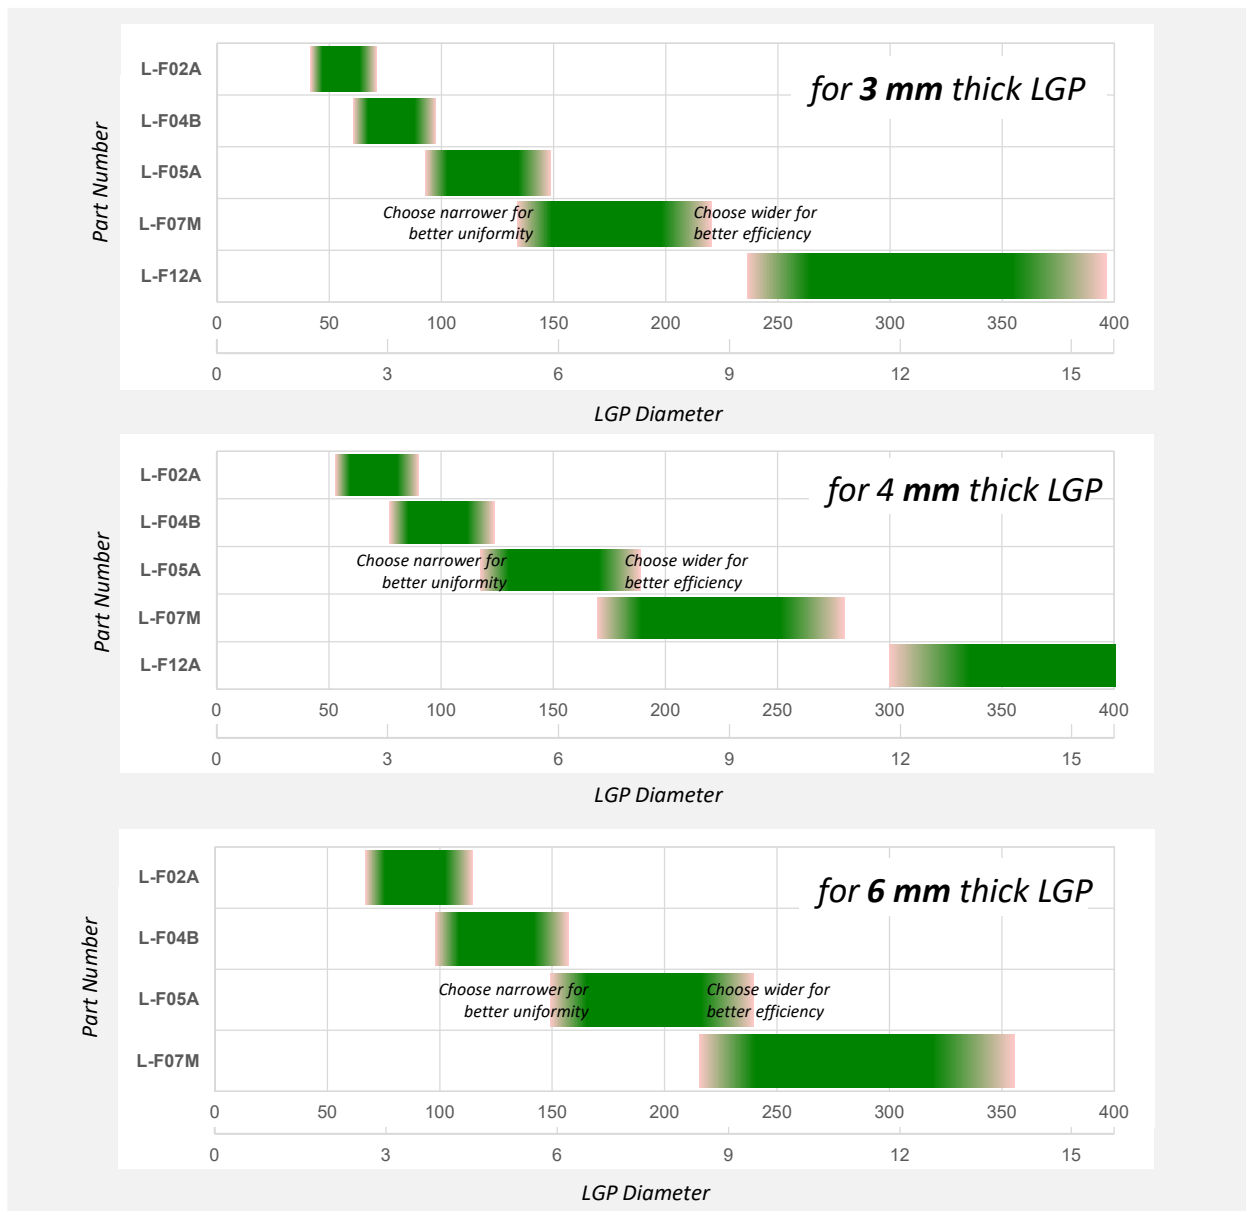 for 3 mm thick LGP
Part Number
L-F02A
L-F04B
L-F05A
L-F07M
L-F12A
Choose narrower for
better uniformity
Choose wider for
better efficiency
0 50 100 150 200 250 300 350 400
0 3 6 9 12 15
LGP Diameter
for 4 mm thick LGP
Part Number
L-F02A
L-F04B
L-F05A
L-F07M
L-F12A
Choose narrower for
better uniformity
Choose wider for
better efficiency
0 50 100 150 200 250 300 350 400
0 3 6 9 12 15
LGP Diameter
for 6 mm thick LGP
Part Number
L-F02A
L-F04B
L-F05A
L-F07M
Choose narrower for
better uniformity
Choose wider for
better efficiency
0 50 100 150 200 250 300 350 400
0 3 6 9 12 15
LGP Diameter